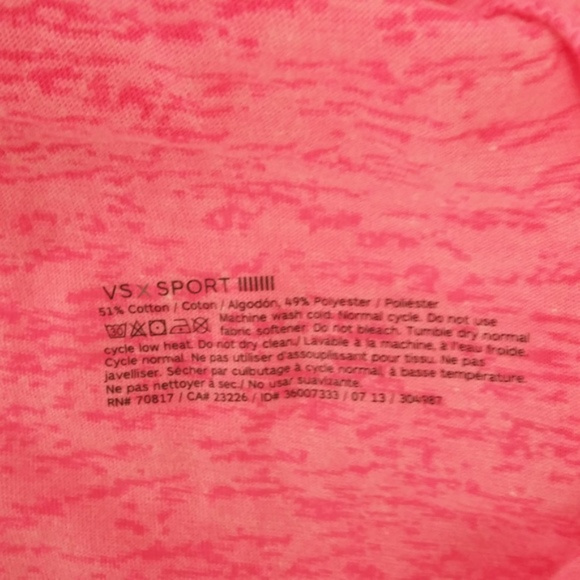 VSXSPORT
51% Cotton / Coton / Algodón, 49% Polyester / Poliéster
Machine wash cold. Normal cycle. Do not use
fabric softener. Do not bleach. Tumble dry normal
cycle low heat. Do not dry clean./ Lavable à la machine, à l'eau froide.
Cycle normal. Ne pas utiliser d'assouplissant pour tissu. Ne pas
javelliser. Sécher par culbutage à cycle normal, à basse température.
Ne pas nettoyer à sec./ No usar suavizante.
RN# 70817 / CA# 23226 / ID# 36007333 / 07 13 / 304987